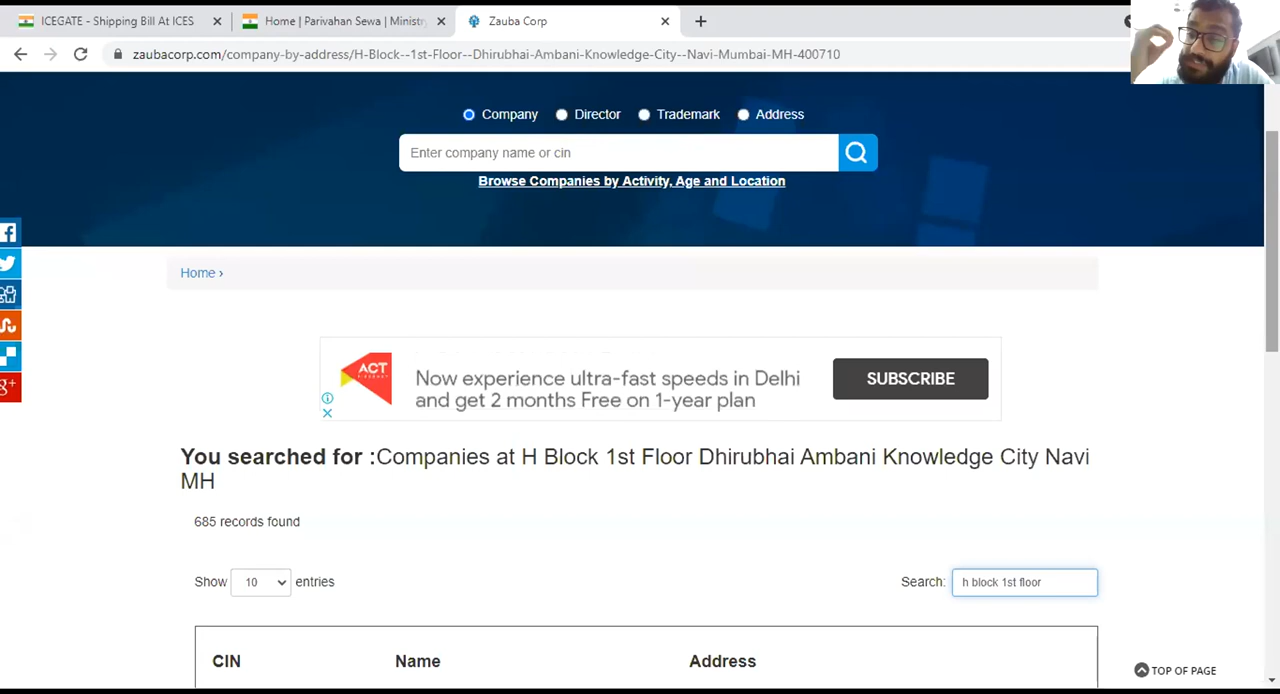 ICEGATE - Shipping Bill At ICES
Home | Parivahan Sewa | Ministry
Zauba Corp
zaubacorp.com/company-by-address/H-Block--1st-Floor--Dhirubhai-Ambani-Knowledge-City--Navi-Mumbai-MH-400710
Company Director Trademark Address
Enter company name or cin
Browse Companies by Activity, Age and Location
Home ›
ACT
Now experience ultra-fast speeds in Delhi
and get 2 months Free on 1-year plan
SUBSCRIBE
You searched for :Companies at H Block 1st Floor Dhirubhai Ambani Knowledge City Navi
MH
685 records found
Show 10 entries
Search: h block 1st floor
CIN Name Address
TOP OF PAGE